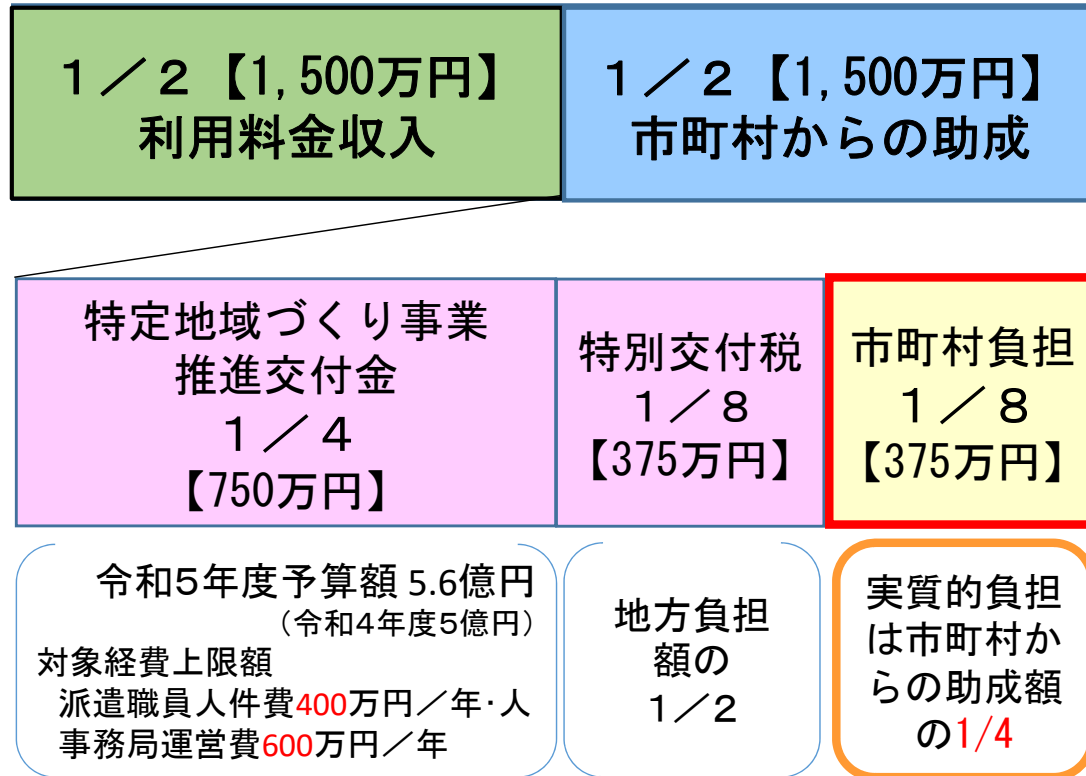 １／２【1,500万円】
利用料金収入
１／２【1,500万円】
市町村からの助成
特定地域づくり事業
推進交付金
１／４
【750万円】
特別交付税
１／８
【375万円】
市町村負担
１／８
【375万円】
令和５年度予算額 5.6億円
（令和４年度５億円）
対象経費上限額
派遣職員人件費400万円／年・人
事務局運営費600万円／年
地方負担
額の
１／２
実質的負担
は市町村か
らの助成額
の1/4